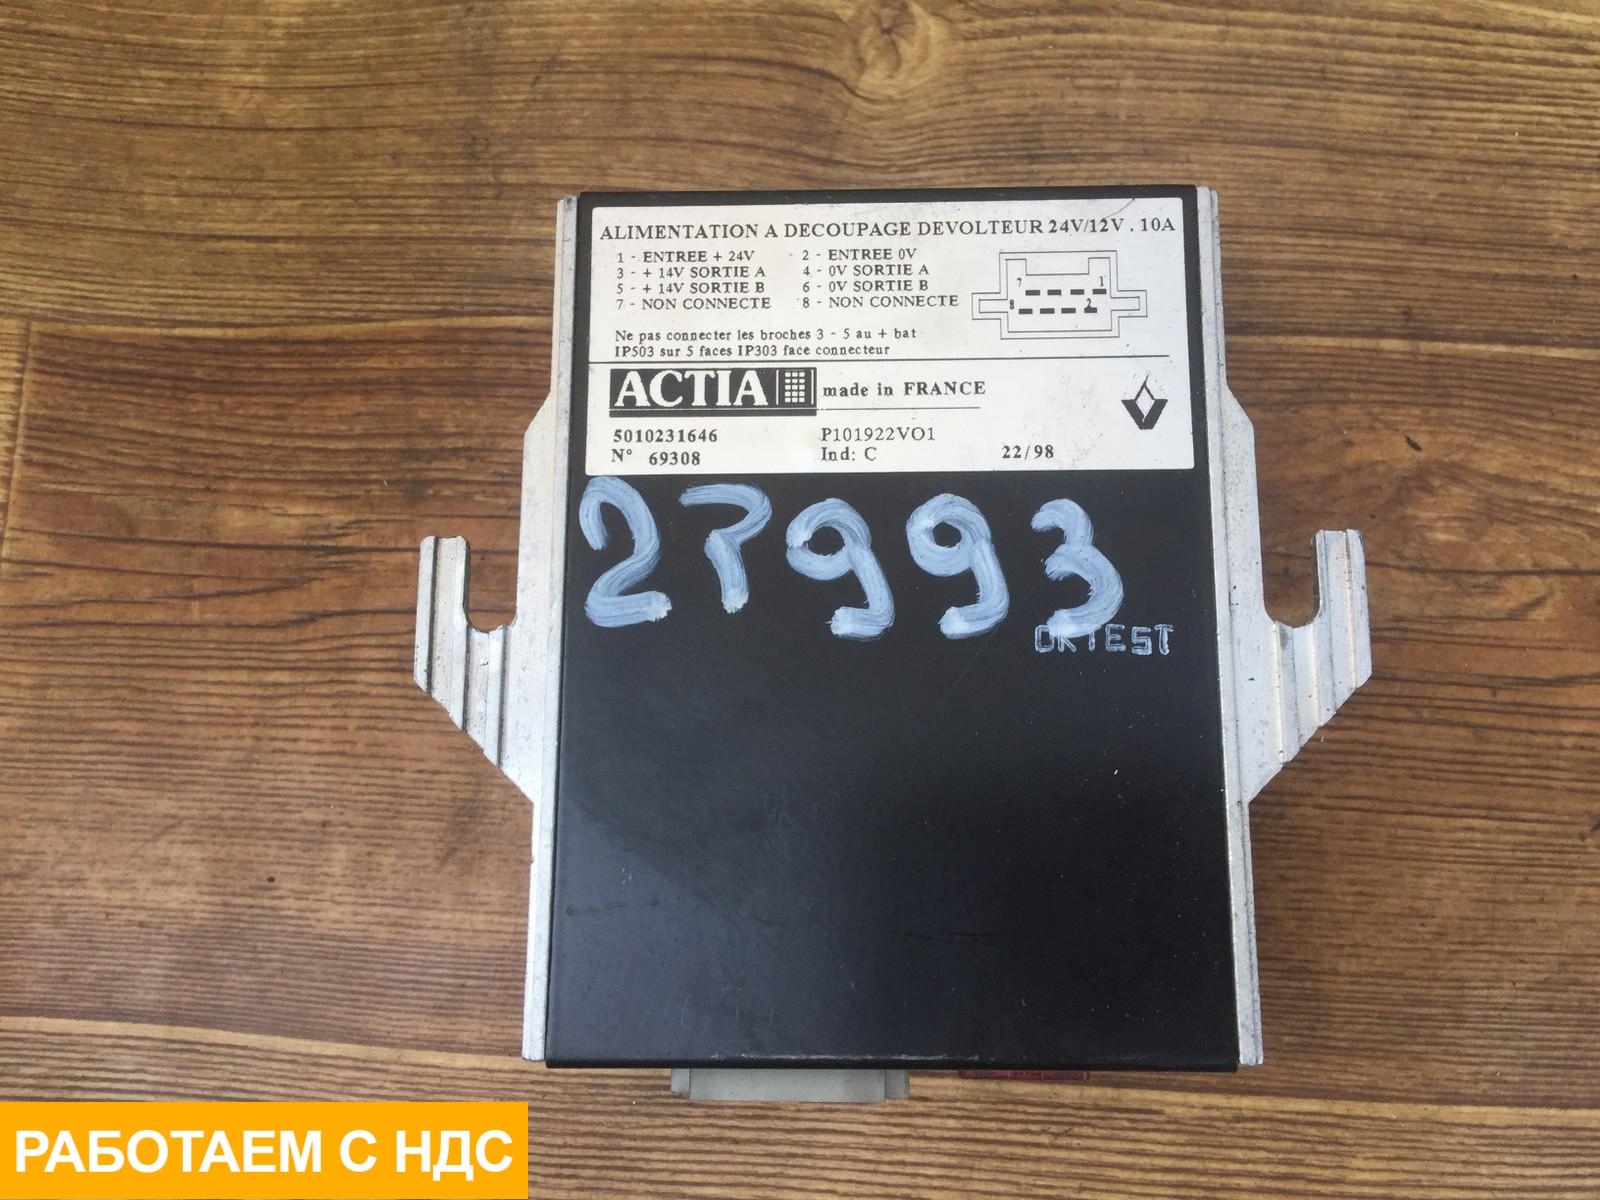 ALIMENTATION A DECOUPAGE DEVOLTEUR 24V/12V . 10A
1 - ENTREE + 24V 2 - ENTREE 0V
3 - + 14V SORTIE A 4 - 0V SORTIE A
5 - + 14V SORTIE B 6 - 0V SORTIE B
7 - NON CONNECTE 8 - NON CONNECTE
7 1
8 2
Ne pas connecter les broches 3 - 5 au + bat
IP503 sur 5 faces IP303 face connecteur
ACTIA made in FRANCE
5010231646 P101922VO1
N° 69308 Ind: C 22/98
27993
OK TEST
РАБОТАЕМ С НДС